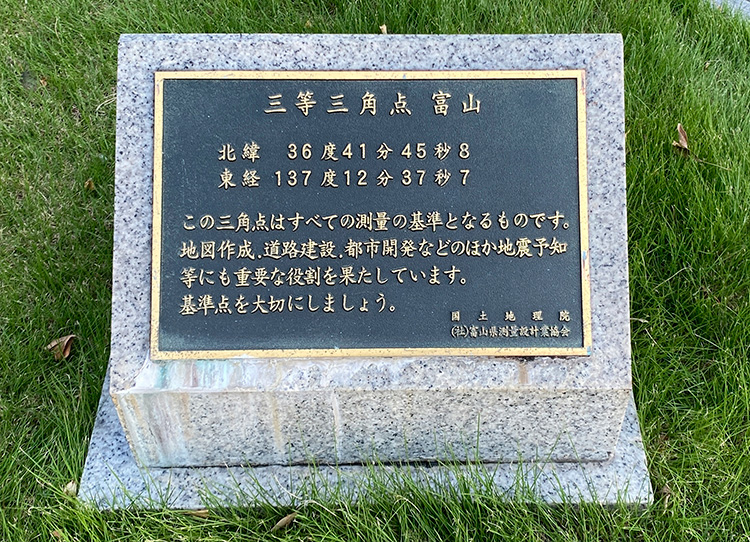 三等三角点 富山
北緯 36度41分45秒8
東経 137度12分37秒7
この三角点はすべての測量の基準となるものです。
地図作成、道路建設、都市開発などのほか地震予知
等にも重要な役割を果たしています。
基準点を大切にしましょう。
国土地理院
(社)富山県測量設計業協会